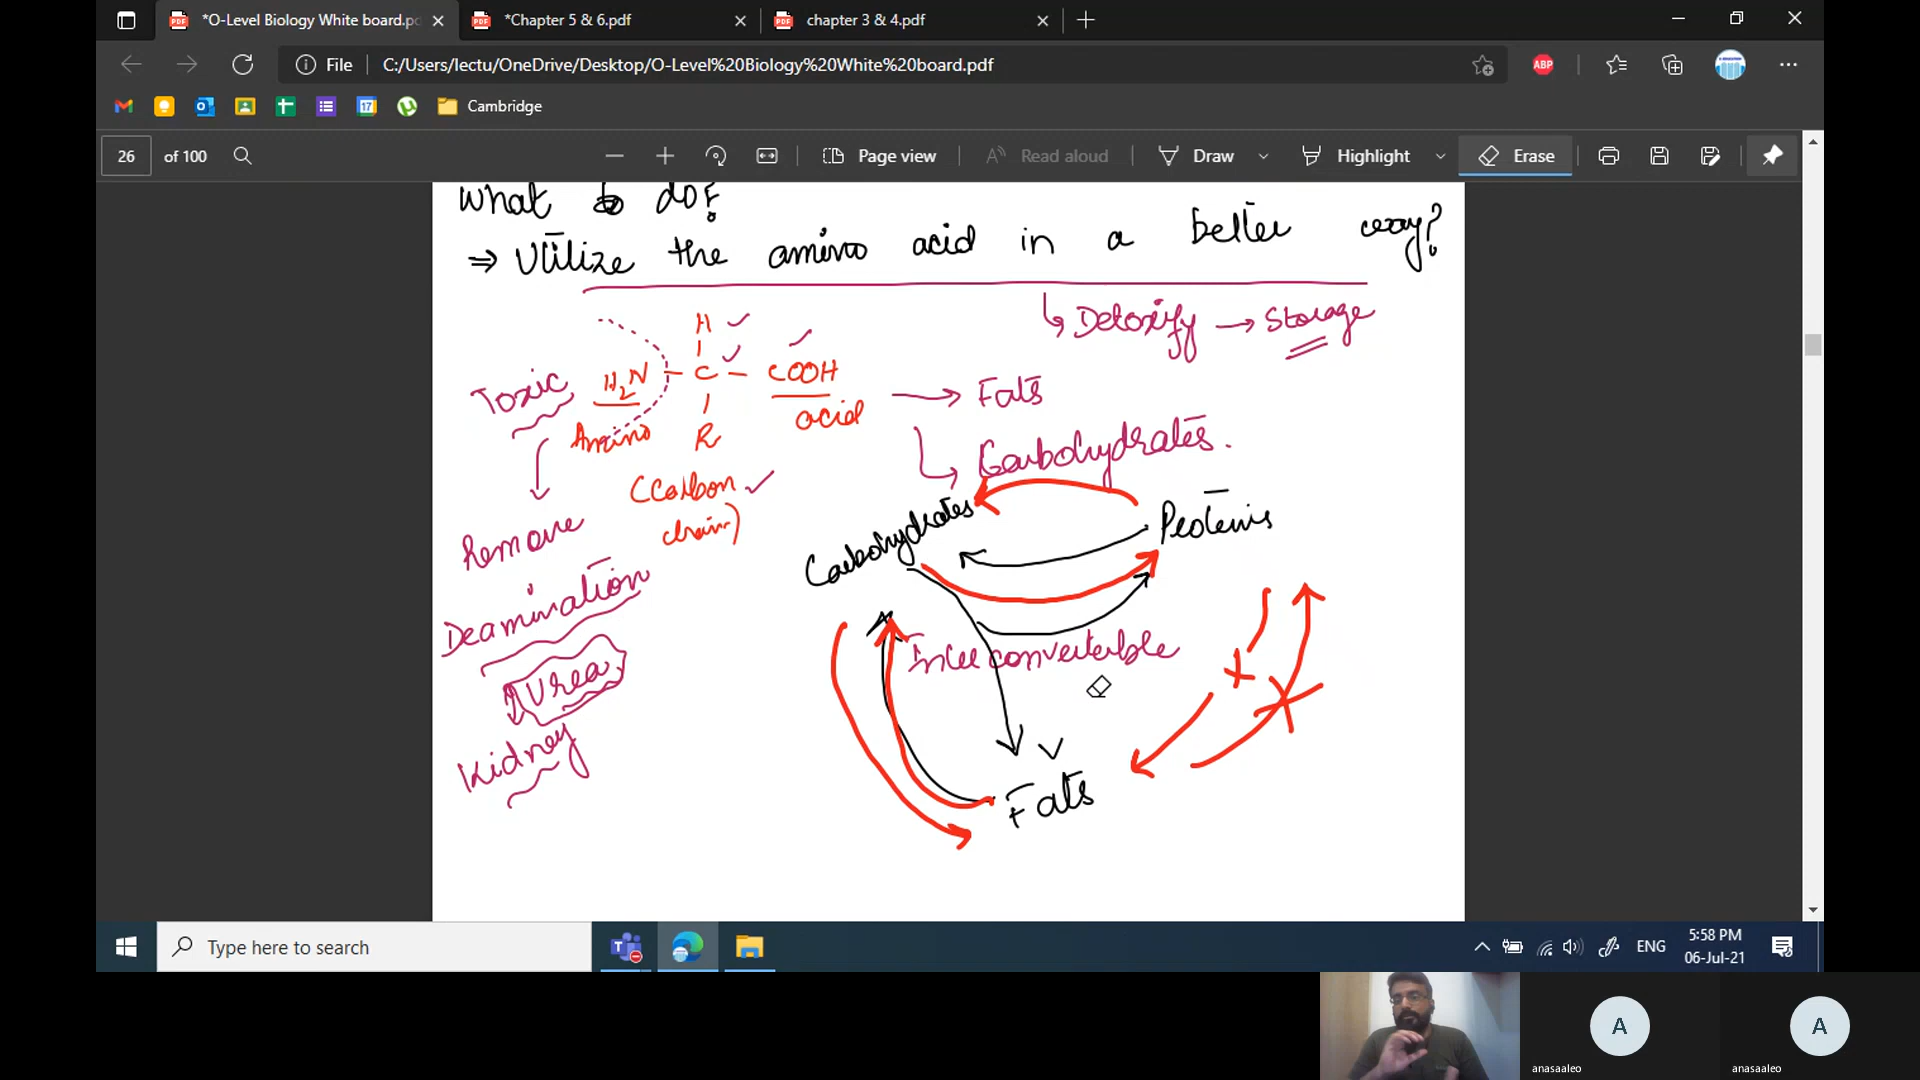 *O-Level Biology White board.pd
*Chapter 5 & 6.pdf
chapter 3 & 4.pdf
File
C:/Users/lectu/OneDrive/Desktop/O-Level%20Biology%20White%20board.pdf
ABP
17
Cambridge
26 of 100
Page view
Read aloud
Draw
Highlight
Erase
What to do?
⇒ Utilize the amino acid in a better way?
Detoxify → Storage
H
Toxic H2N - C - COOH → Fats
Amino R acid
Carbohydrates.
(Carbon
chain)
Remove
Carbohydrates Proteins
Deamination
Inter convertible
Urea
Kidney
Fats
Type here to search
ENG
5:58 PM
06-Jul-21
A
A
anasaaleo
anasaaleo